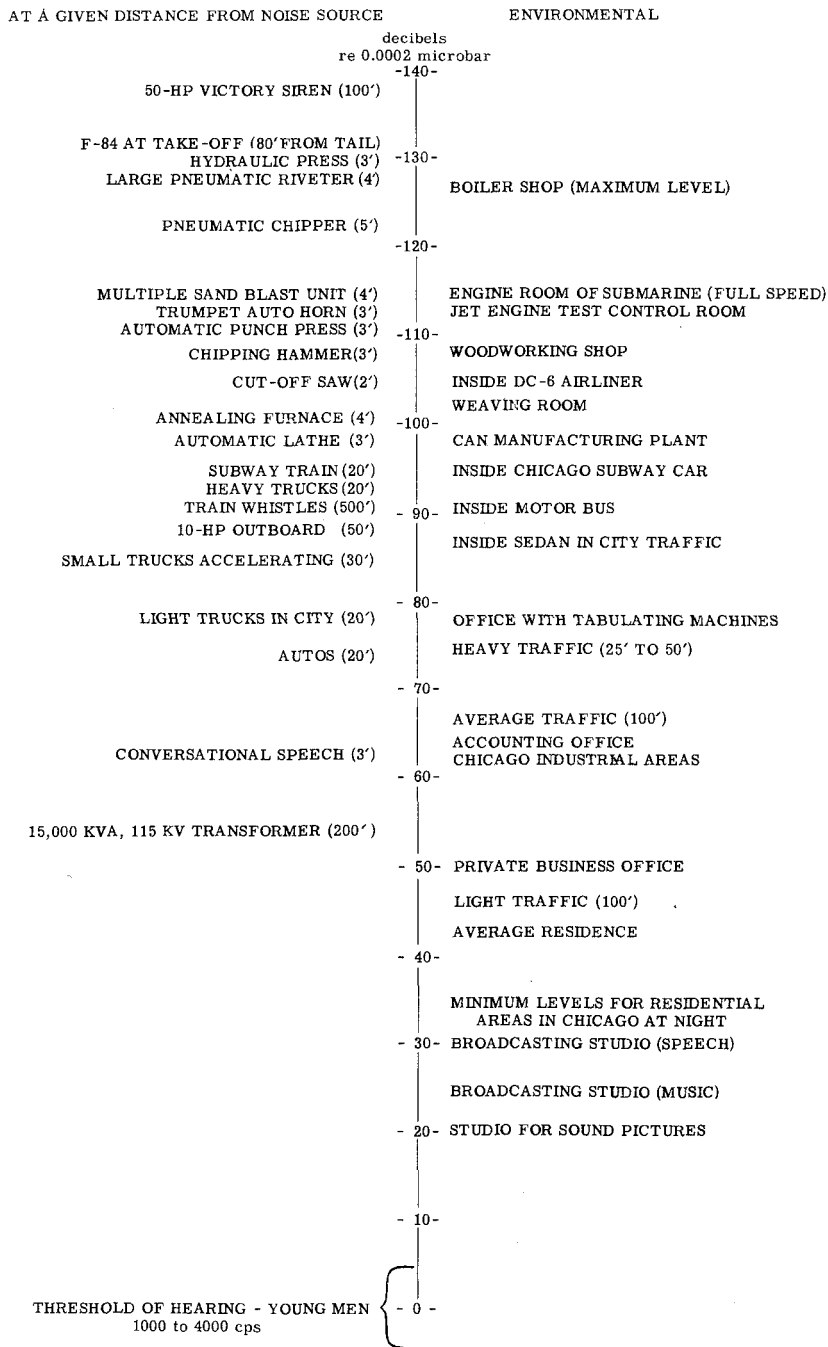 AT A GIVEN DISTANCE FROM NOISE SOURCE ENVIRONMENTAL
decibels
re 0.0002 microbar
-140-
50-HP VICTORY SIREN (100′)
F-84 AT TAKE-OFF (80′FROM TAIL)
-130-
HYDRAULIC PRESS (3′)
LARGE PNEUMATIC RIVETER (4′)
BOILER SHOP (MAXIMUM LEVEL)
PNEUMATIC CHIPPER (5′)
-120-
MULTIPLE SAND BLAST UNIT (4′) ENGINE ROOM OF SUBMARINE (FULL SPEED)
TRUMPET AUTO HORN (3′) JET ENGINE TEST CONTROL ROOM
AUTOMATIC PUNCH PRESS (3′)
-110-
CHIPPING HAMMER(3′) WOODWORKING SHOP
CUT-OFF SAW(2′) INSIDE DC-6 AIRLINER
WEAVING ROOM
ANNEALING FURNACE (4′)
-100-
AUTOMATIC LATHE (3′) CAN MANUFACTURING PLANT
SUBWAY TRAIN (20′) INSIDE CHICAGO SUBWAY CAR
HEAVY TRUCKS (20′)
TRAIN WHISTLES (500′) - 90- INSIDE MOTOR BUS
10-HP OUTBOARD (50′)
INSIDE SEDAN IN CITY TRAFFIC
SMALL TRUCKS ACCELERATING (30′)
- 80-
LIGHT TRUCKS IN CITY (20′) OFFICE WITH TABULATING MACHINES
HEAVY TRAFFIC (25′ TO 50′)
AUTOS (20′)
- 70-
AVERAGE TRAFFIC (100′)
ACCOUNTING OFFICE
CONVERSATIONAL SPEECH (3′) CHICAGO INDUSTRIAL AREAS
- 60-
15,000 KVA, 115 KV TRANSFORMER (200′)
- 50- PRIVATE BUSINESS OFFICE
LIGHT TRAFFIC (100′)
AVERAGE RESIDENCE
- 40-
MINIMUM LEVELS FOR RESIDENTIAL
AREAS IN CHICAGO AT NIGHT
- 30- BROADCASTING STUDIO (SPEECH)
BROADCASTING STUDIO (MUSIC)
- 20- STUDIO FOR SOUND PICTURES
- 10-
THRESHOLD OF HEARING - YOUNG MEN - 0 -
1000 to 4000 cps